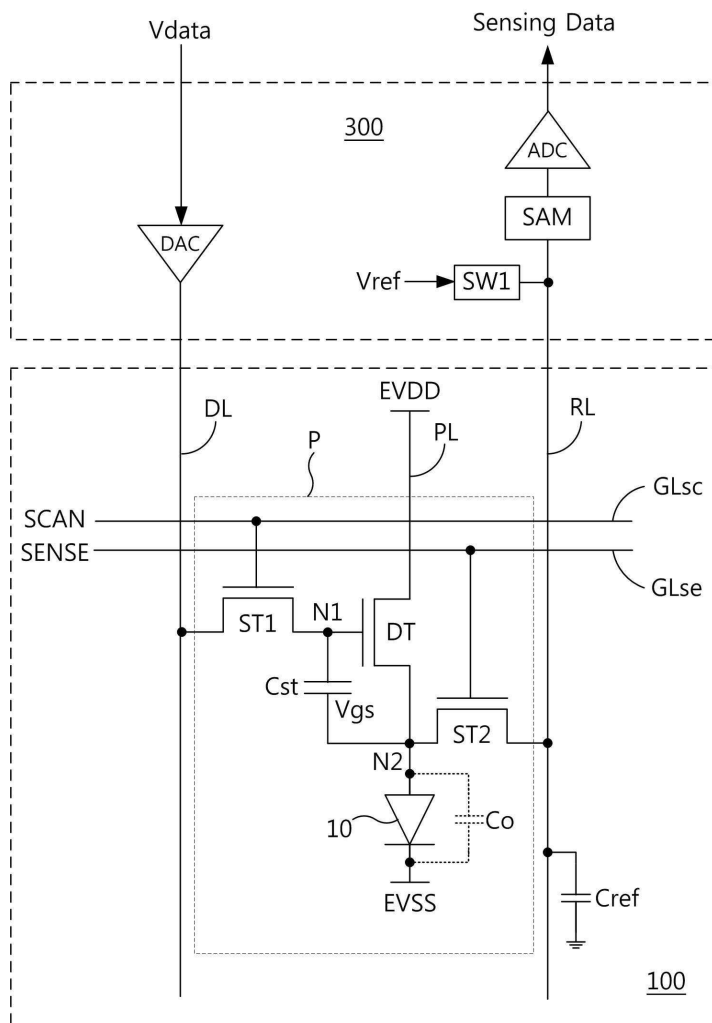 Vdata
Sensing Data
300
ADC
DAC
SAM
Vref
SW1
EVDD
DL
PL
RL
P
GLsc
SCAN
SENSE
GLse
ST1
N1
DT
Cst
Vgs
ST2
N2
10
Co
EVSS
Cref
100